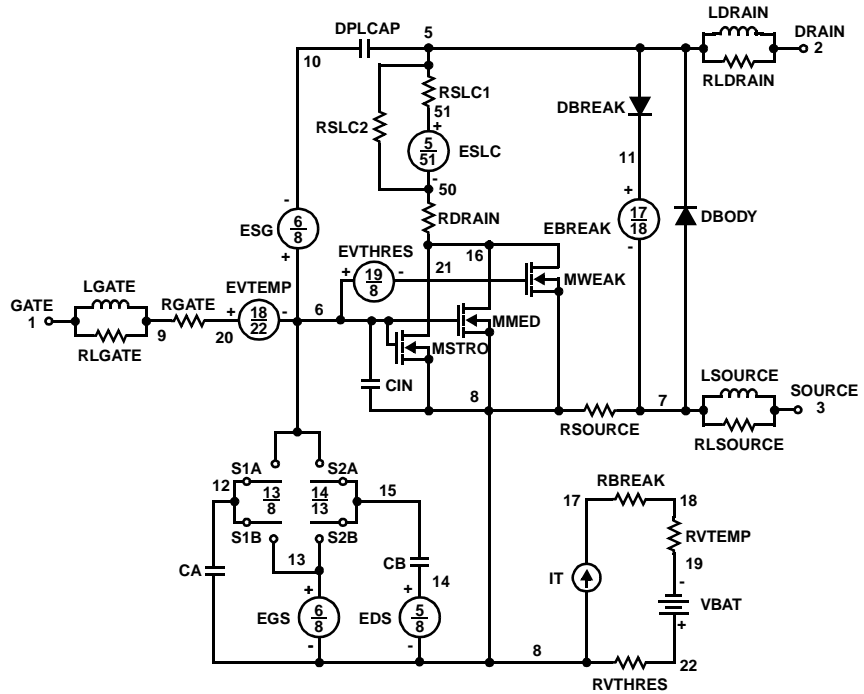 LDRAIN
DPLCAP 5 DRAIN
10 2
RSLC1 RLDRAIN
51 DBREAK
+
RSLC2
5
51
ESLC
11
-
50
- +
6
8
ESG
RDRAIN
17
18
EBREAK
DBODY
+
EVTHRES 16
+ 19
8
- 21
-
MWEAK
LGATE EVTEMP
GATE RGATE + 18
22
- 6
MMED
1
9 20
RLGATE MSTRO
CIN LSOURCE
8 7 SOURCE
3
RSOURCE
RLSOURCE
S1A S2A
12 13
8
14
13
15
RBREAK
17 18
S1B S2B
RVTEMP
13 CB 19
CA 14 IT -
+ + VBAT
EGS 6
8
EDS 5
8
+
- - 8 22
RVTHRES